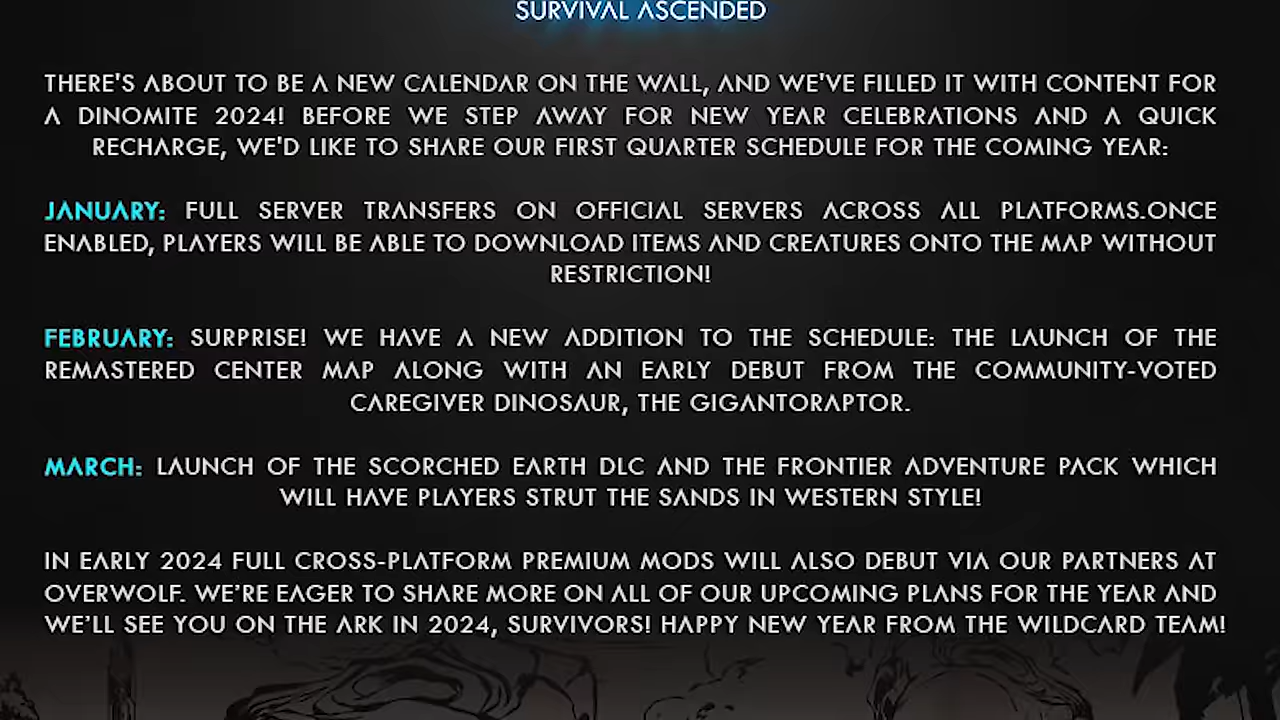 SURVIVAL ASCENDED
THERE'S ABOUT TO BE A NEW CALENDAR ON THE WALL, AND WE'VE FILLED IT WITH CONTENT FOR
A DINOMITE 2024! BEFORE WE STEP AWAY FOR NEW YEAR CELEBRATIONS AND A QUICK
RECHARGE, WE'D LIKE TO SHARE OUR FIRST QUARTER SCHEDULE FOR THE COMING YEAR:
JANUARY: FULL SERVER TRANSFERS ON OFFICIAL SERVERS ACROSS ALL PLATFORMS.ONCE
ENABLED, PLAYERS WILL BE ABLE TO DOWNLOAD ITEMS AND CREATURES ONTO THE MAP WITHOUT
RESTRICTION!
FEBRUARY: SURPRISE! WE HAVE A NEW ADDITION TO THE SCHEDULE: THE LAUNCH OF THE
REMASTERED CENTER MAP ALONG WITH AN EARLY DEBUT FROM THE COMMUNITY-VOTED
CAREGIVER DINOSAUR, THE GIGANTORAPTOR.
MARCH: LAUNCH OF THE SCORCHED EARTH DLC AND THE FRONTIER ADVENTURE PACK WHICH
WILL HAVE PLAYERS STRUT THE SANDS IN WESTERN STYLE!
IN EARLY 2024 FULL CROSS-PLATFORM PREMIUM MODS WILL ALSO DEBUT VIA OUR PARTNERS AT
OVERWOLF. WE'RE EAGER TO SHARE MORE ON ALL OF OUR UPCOMING PLANS FOR THE YEAR AND
WE'LL SEE YOU ON THE ARK IN 2024, SURVIVORS! HAPPY NEW YEAR FROM THE WILDCARD TEAM!